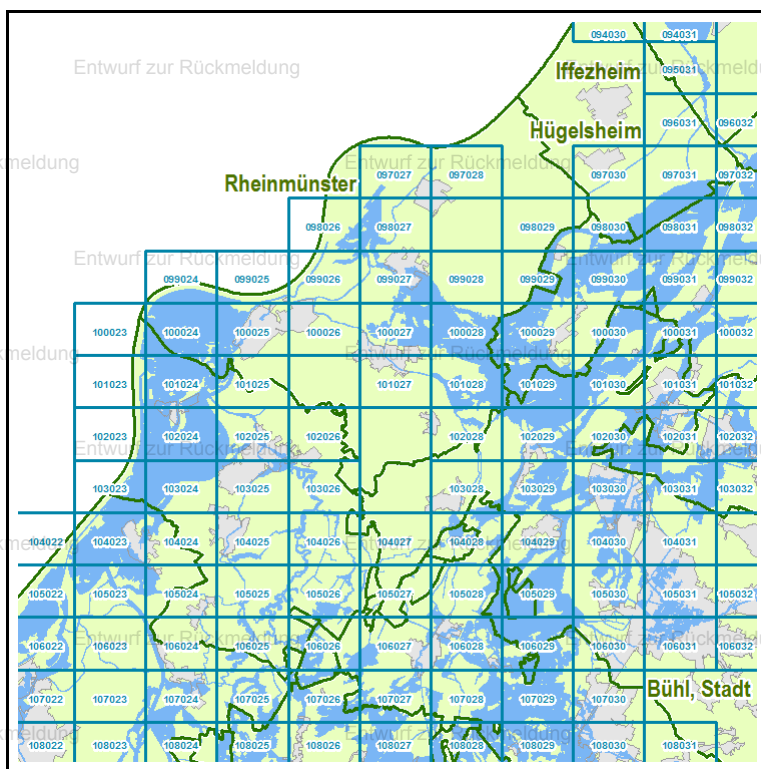 094030 094031
Entwurf zur Rückmeldung
Iffezheim 095031
Hügelsheim 096031 096032
Rheinmünster 097027 097028 097030 097031 097032
098026 098027 098029 098030 098031 098032
Entwurf zur Rückmeldung
099024 099025 099026 099027 099028 099029 099030 099031 099032
100023 100024 100025 100026 100027 100028 100029 100030 100031 100032
101023 101024 101025 101027 101028 101029 101030 101031 101032
102023 102024 102025 102026 102028 102029 102030 102031 102032
103023 103024 103025 103026 103028 103029 103030 103031 103032
104022 104023 104024 104025 104026 104027 104028 104029 104030 104031
105022 105023 105024 105025 105026 105027 105028 105029 105030 105031 105032
106022 106023 106024 106025 106026 106027 106028 106029 106030 106031 106032
Bühl, Stadt
107022 107023 107024 107025 107026 107027 107028 107029 107030
108022 108023 108024 108025 108026 108027 108028 108029 108030 108031